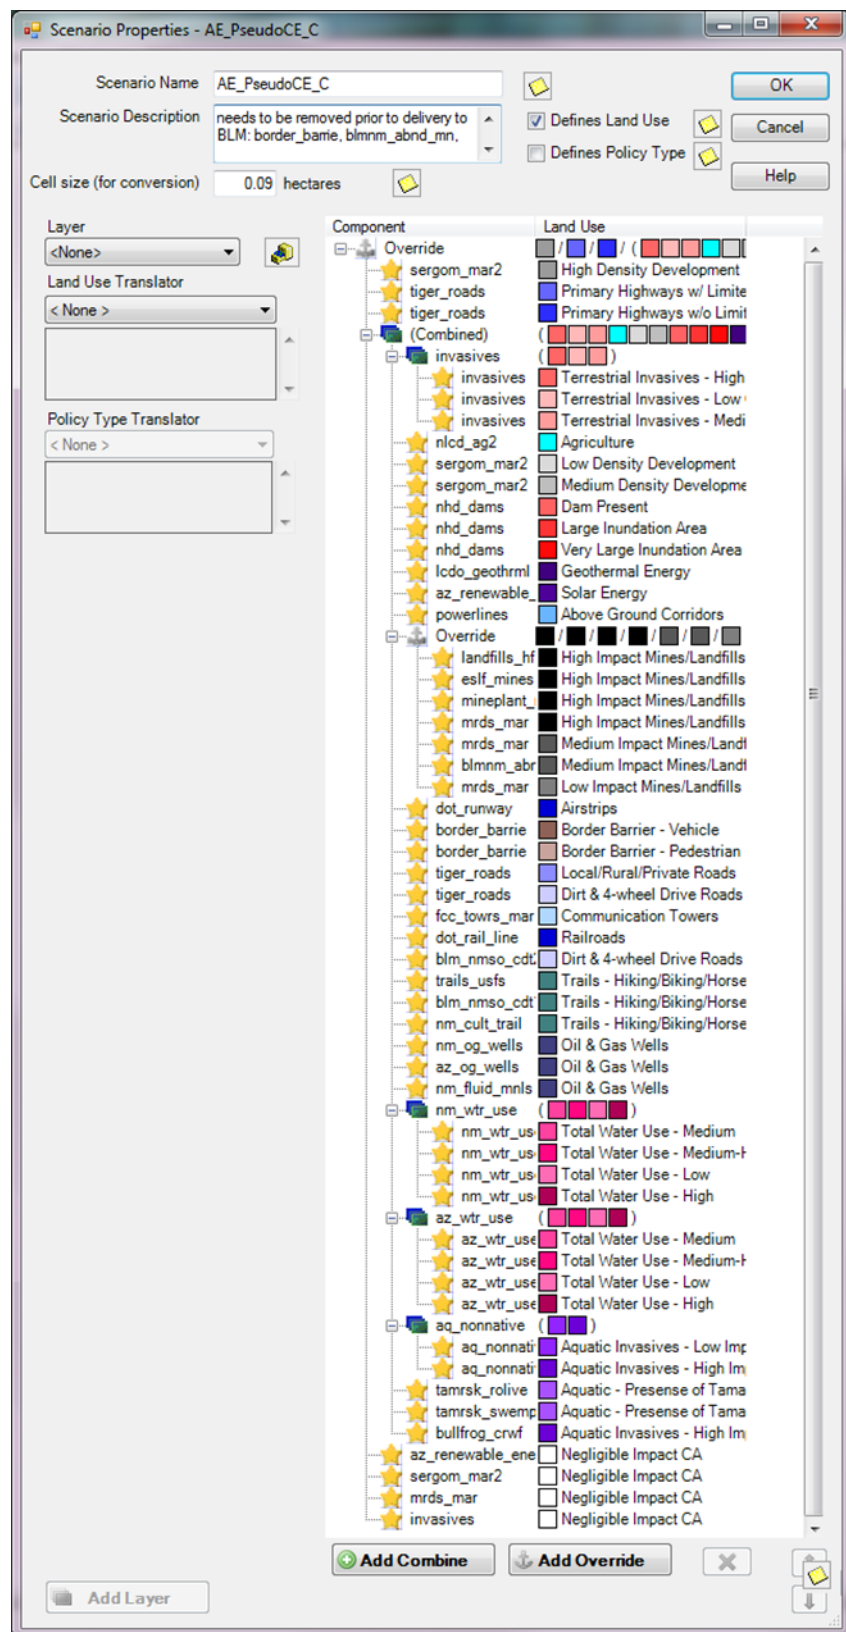 Scenario Properties - AE_PseudoCE_C
Scenario Name AE_PseudoCE_C OK
Scenario Description needs to be removed prior to delivery to BLM: border_barrie, blmnm_abnd_mn,
Defines Land Use Cancel
Defines Policy Type
Cell size (for conversion) 0.09 hectares Help
Layer
<None>
Land Use Translator
< None >
Policy Type Translator
< None >
Component Land Use
Override / / / (
sergom_mar2 High Density Development
tiger_roads Primary Highways w/ Limite
tiger_roads Primary Highways w/o Limit
(Combined) (
invasives ( )
invasives Terrestrial Invasives - High
invasives Terrestrial Invasives - Low
invasives Terrestrial Invasives - Medi
nlcd_ag2 Agriculture
sergom_mar2 Low Density Development
sergom_mar2 Medium Density Developme
nhd_dams Dam Present
nhd_dams Large Inundation Area
nhd_dams Very Large Inundation Area
lcdo_geothrml Geothermal Energy
az_renewable_ Solar Energy
powerlines Above Ground Corridors
Override / / / / / /
landfills_hf High Impact Mines/Landfills
eslf_mines High Impact Mines/Landfills
mineplant_ High Impact Mines/Landfills
mrds_mar High Impact Mines/Landfills
mrds_mar Medium Impact Mines/Landf
blmnm_abr Medium Impact Mines/Landf
mrds_mar Low Impact Mines/Landfills
dot_runway Airstrips
border_barrie Border Barrier - Vehicle
border_barrie Border Barrier - Pedestrian
tiger_roads Local/Rural/Private Roads
tiger_roads Dirt & 4-wheel Drive Roads
fcc_towrs_mar Communication Towers
dot_rail_line Railroads
blm_nmso_cdt Dirt & 4-wheel Drive Roads
trails_usfs Trails - Hiking/Biking/Horse
blm_nmso_cdt Trails - Hiking/Biking/Horse
nm_cult_trail Trails - Hiking/Biking/Horse
nm_og_wells Oil & Gas Wells
az_og_wells Oil & Gas Wells
nm_fluid_mnls Oil & Gas Wells
nm_wtr_use ( )
nm_wtr_us Total Water Use - Medium
nm_wtr_us Total Water Use - Medium-H
nm_wtr_us Total Water Use - Low
nm_wtr_us Total Water Use - High
az_wtr_use ( )
az_wtr_use Total Water Use - Medium
az_wtr_use Total Water Use - Medium-H
az_wtr_use Total Water Use - Low
az_wtr_use Total Water Use - High
aq_nonnative ( )
aq_nonnati Aquatic Invasives - Low Imp
aq_nonnati Aquatic Invasives - High Im
tamrsk_rolive Aquatic - Presense of Tama
tamrsk_swemp Aquatic - Presense of Tama
bullfrog_crwf Aquatic Invasives - High Im
az_renewable_ene Negligible Impact CA
sergom_mar2 Negligible Impact CA
mrds_mar Negligible Impact CA
invasives Negligible Impact CA
Add Combine Add Override
Add Layer